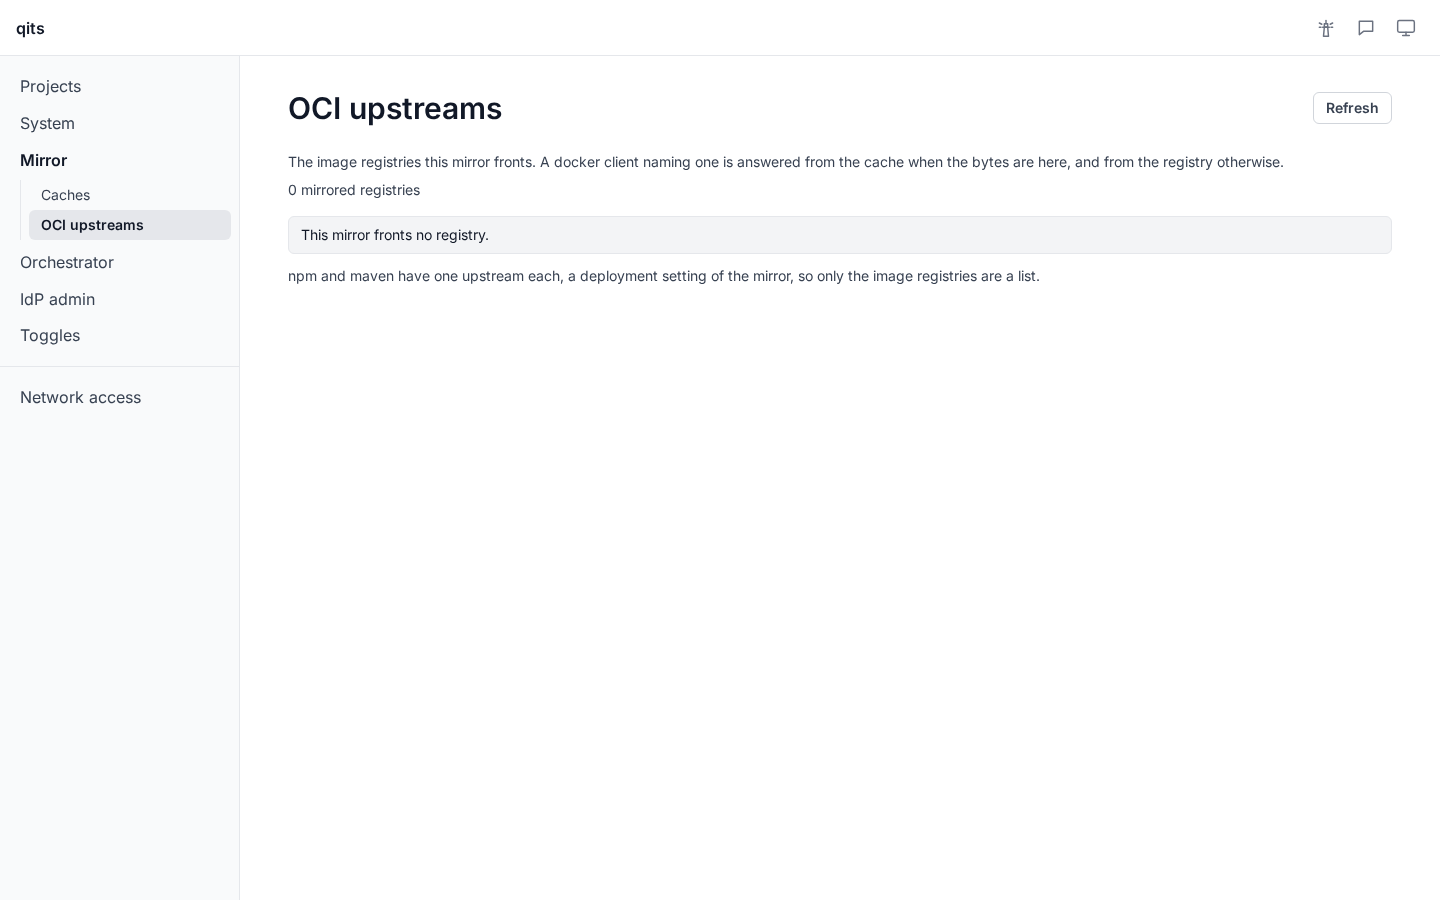 qits
Projects
System
Mirror
Caches
OCI upstreams
Orchestrator
IdP admin
Toggles
Network access
OCI upstreams
Refresh
The image registries this mirror fronts. A docker client naming one is answered from the cache when the bytes are here, and from the registry otherwise.
0 mirrored registries
This mirror fronts no registry.
npm and maven have one upstream each, a deployment setting of the mirror, so only the image registries are a list.